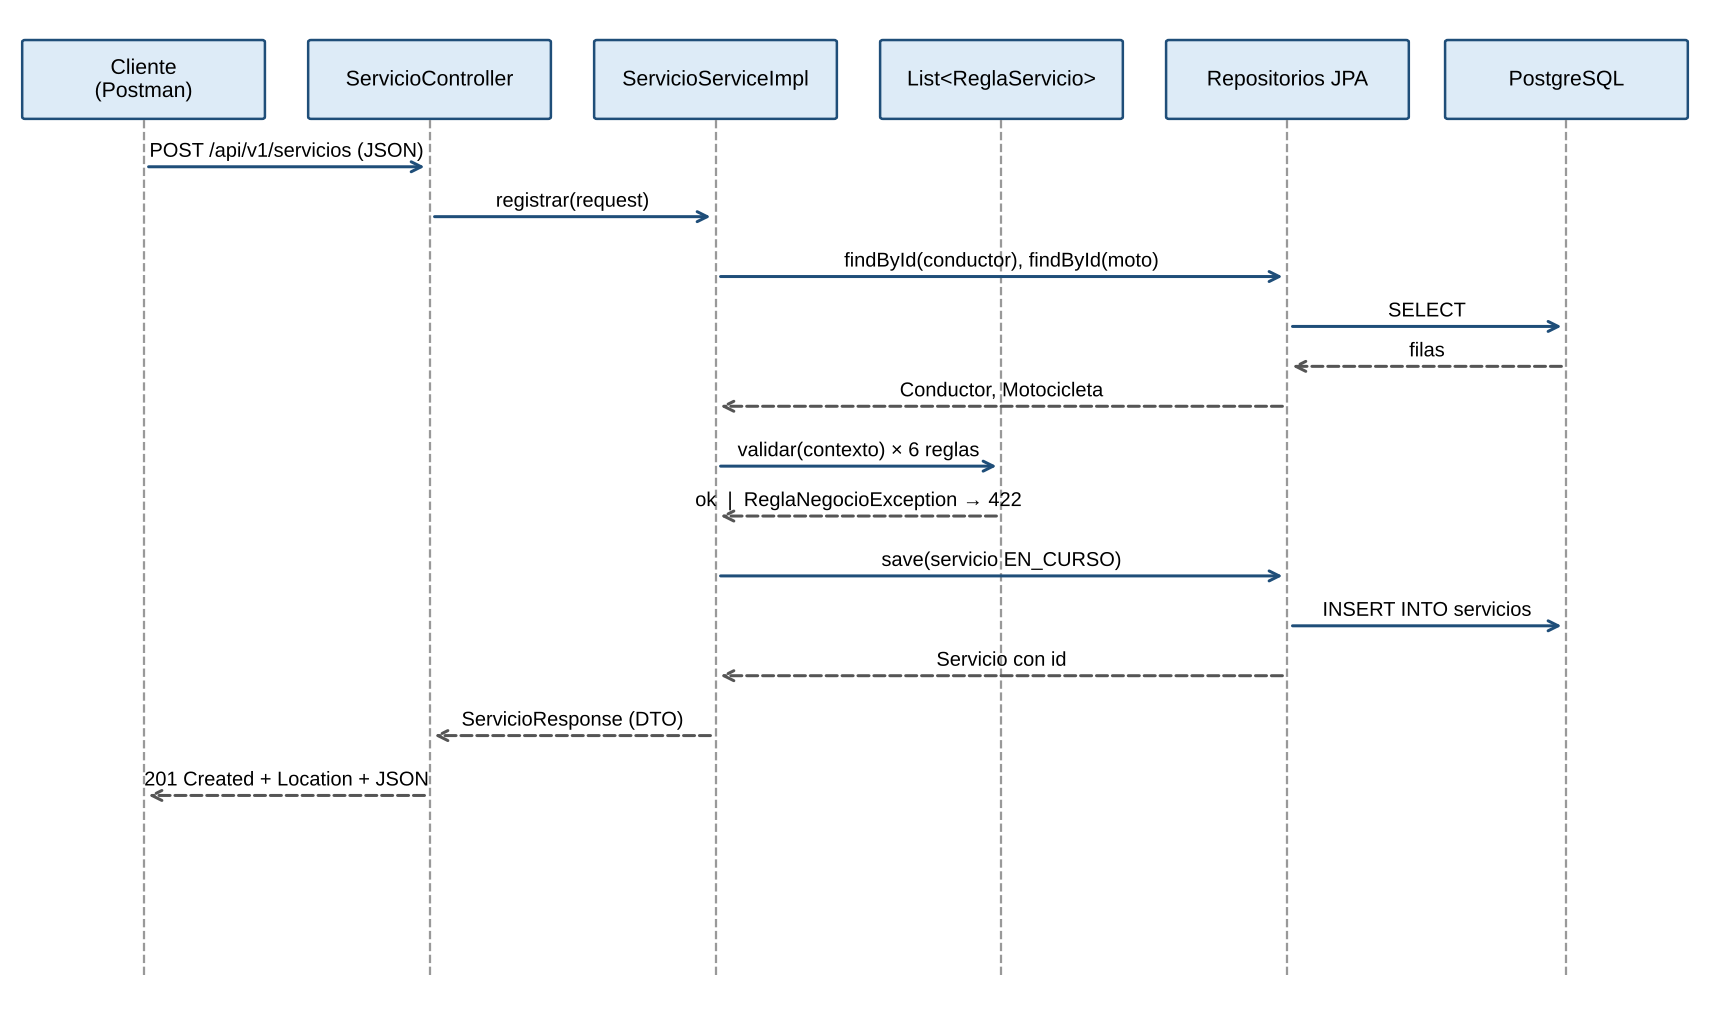 Cliente
(Postman)
ServicioController
ServicioServiceImpl
List<ReglaServicio>
Repositorios JPA
PostgreSQL
POST /api/v1/servicios (JSON)
registrar(request)
findById(conductor), findById(moto)
SELECT
filas
Conductor, Motocicleta
validar(contexto) × 6 reglas
ok | ReglaNegocioException → 422
save(servicio EN_CURSO)
INSERT INTO servicios
Servicio con id
ServicioResponse (DTO)
201 Created + Location + JSON